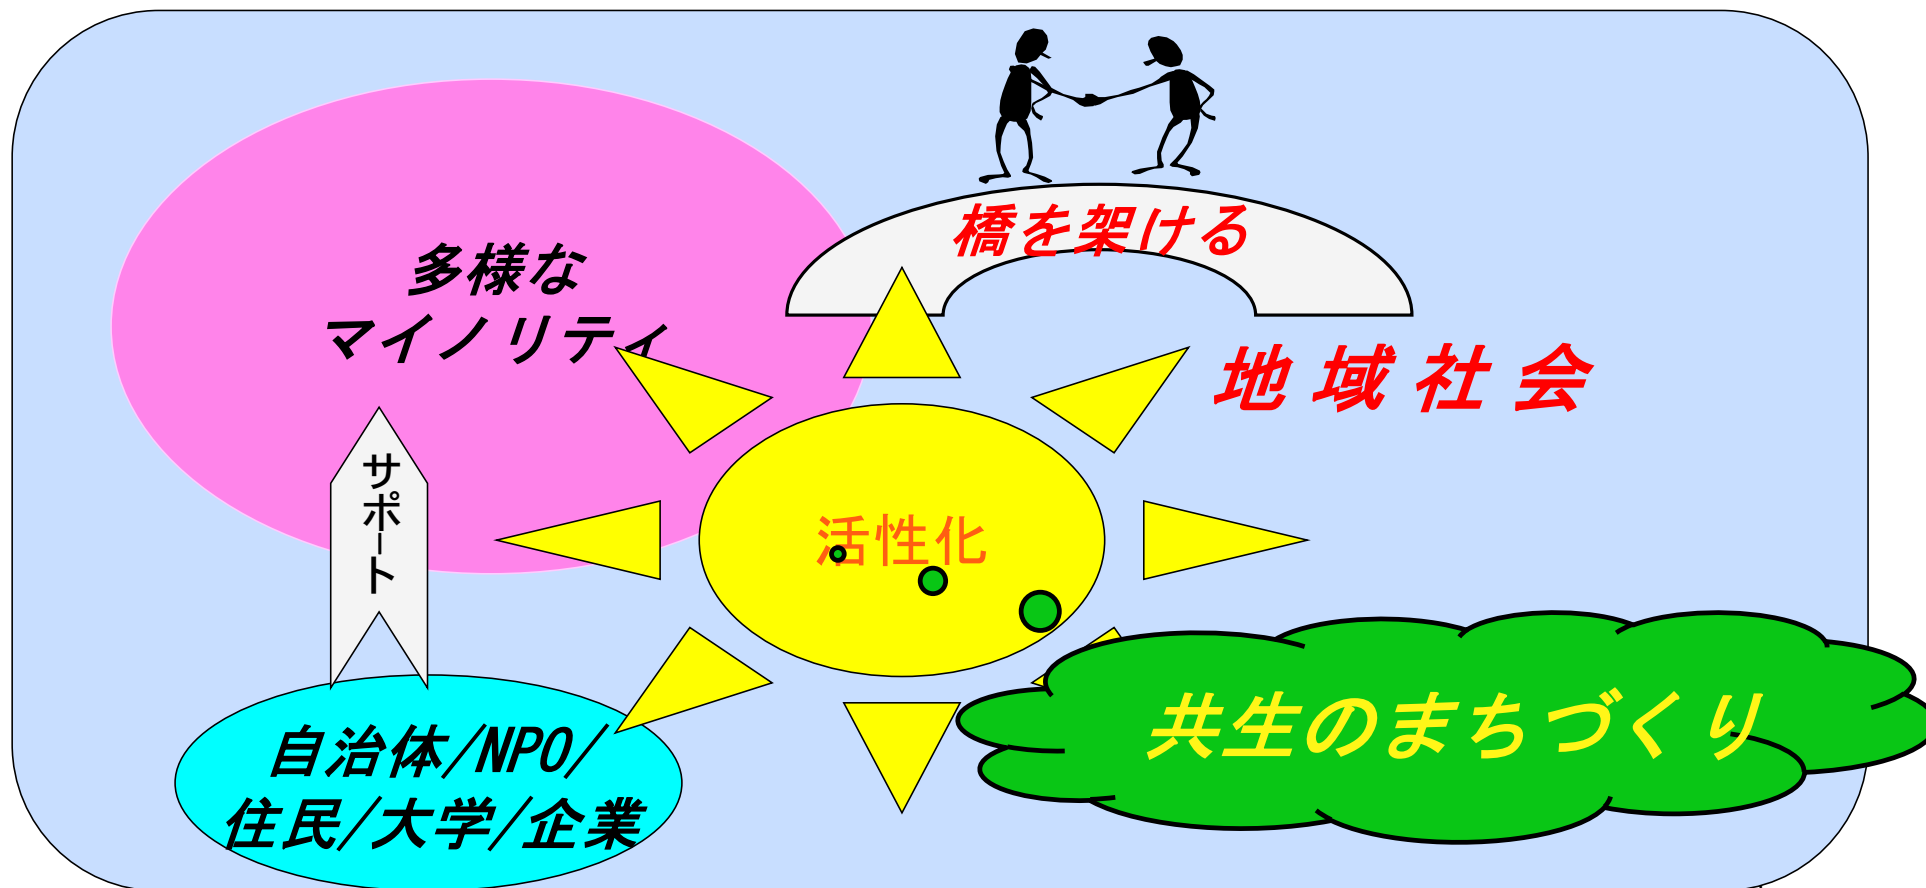 橋を架ける
多様な
マイノリティ
地域社会
サポート
活性化
共生のまちづくり
自治体/NPO/
住民/大学/企業